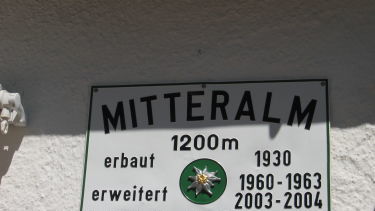 MITTERALM
1200m
erbaut 1930
erweitert 1960-1963
2003-2004